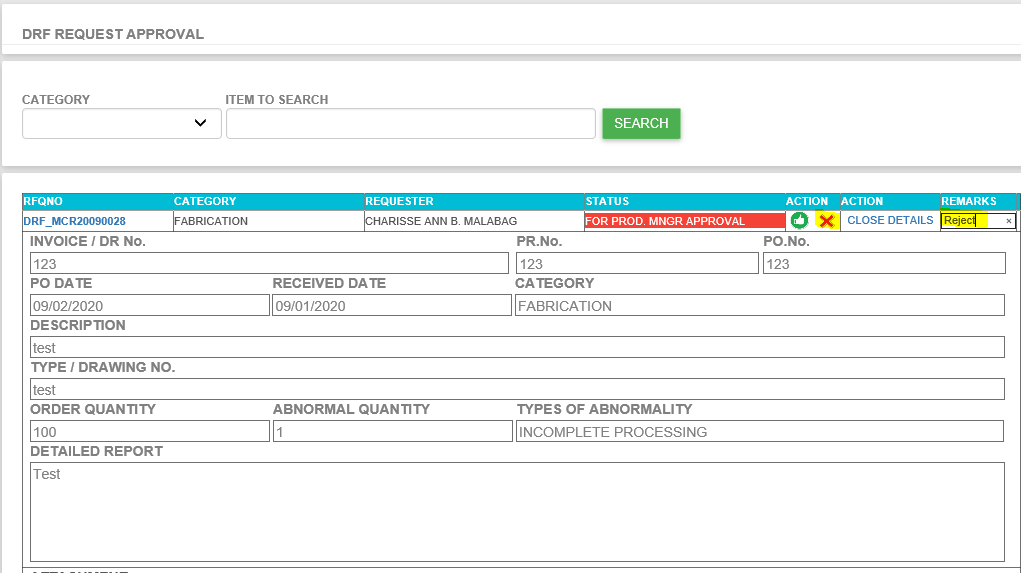 DRF REQUEST APPROVAL
CATEGORY ITEM TO SEARCH
SEARCH
RFQNO CATEGORY REQUESTER STATUS ACTION ACTION REMARKS
DRF_MCR20090028 FABRICATION CHARISSE ANN B. MALABAG FOR PROD. MNGR APPROVAL CLOSE DETAILS Reject ×
INVOICE / DR No. PR.No. PO.No.
123 123 123
PO DATE RECEIVED DATE CATEGORY
09/02/2020 09/01/2020 FABRICATION
DESCRIPTION
test
TYPE / DRAWING NO.
test
ORDER QUANTITY ABNORMAL QUANTITY TYPES OF ABNORMALITY
100 1 INCOMPLETE PROCESSING
DETAILED REPORT
Test